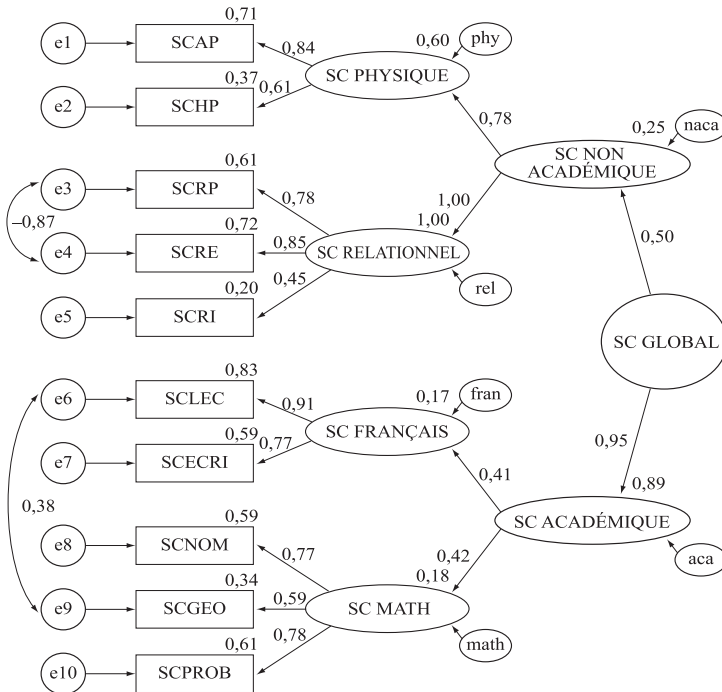 0,71
e1
SCAP
0,84
0,60
phy
SC PHYSIQUE
0,37
0,61
e2
SCHP
0,78
0,25
naca
SC NON
ACADÉMIQUE
0,61
e3
SCRP
0,78
1,00
1,00
–0,87
0,72
e4
SCRE
0,85
SC RELATIONNEL
0,50
0,45
rel
0,20
e5
SCRI
SC GLOBAL
0,83
e6
SCLEC
0,91
0,17
fran
SC FRANÇAIS
0,59
0,77
e7
SCECRI
0,95
0,41
0,89
0,38
0,59
e8
SCNOM
0,77
SC ACADÉMIQUE
0,42
aca
0,18
0,34
e9
SCGEO
0,59
SC MATH
0,78
math
0,61
e10
SCPROB